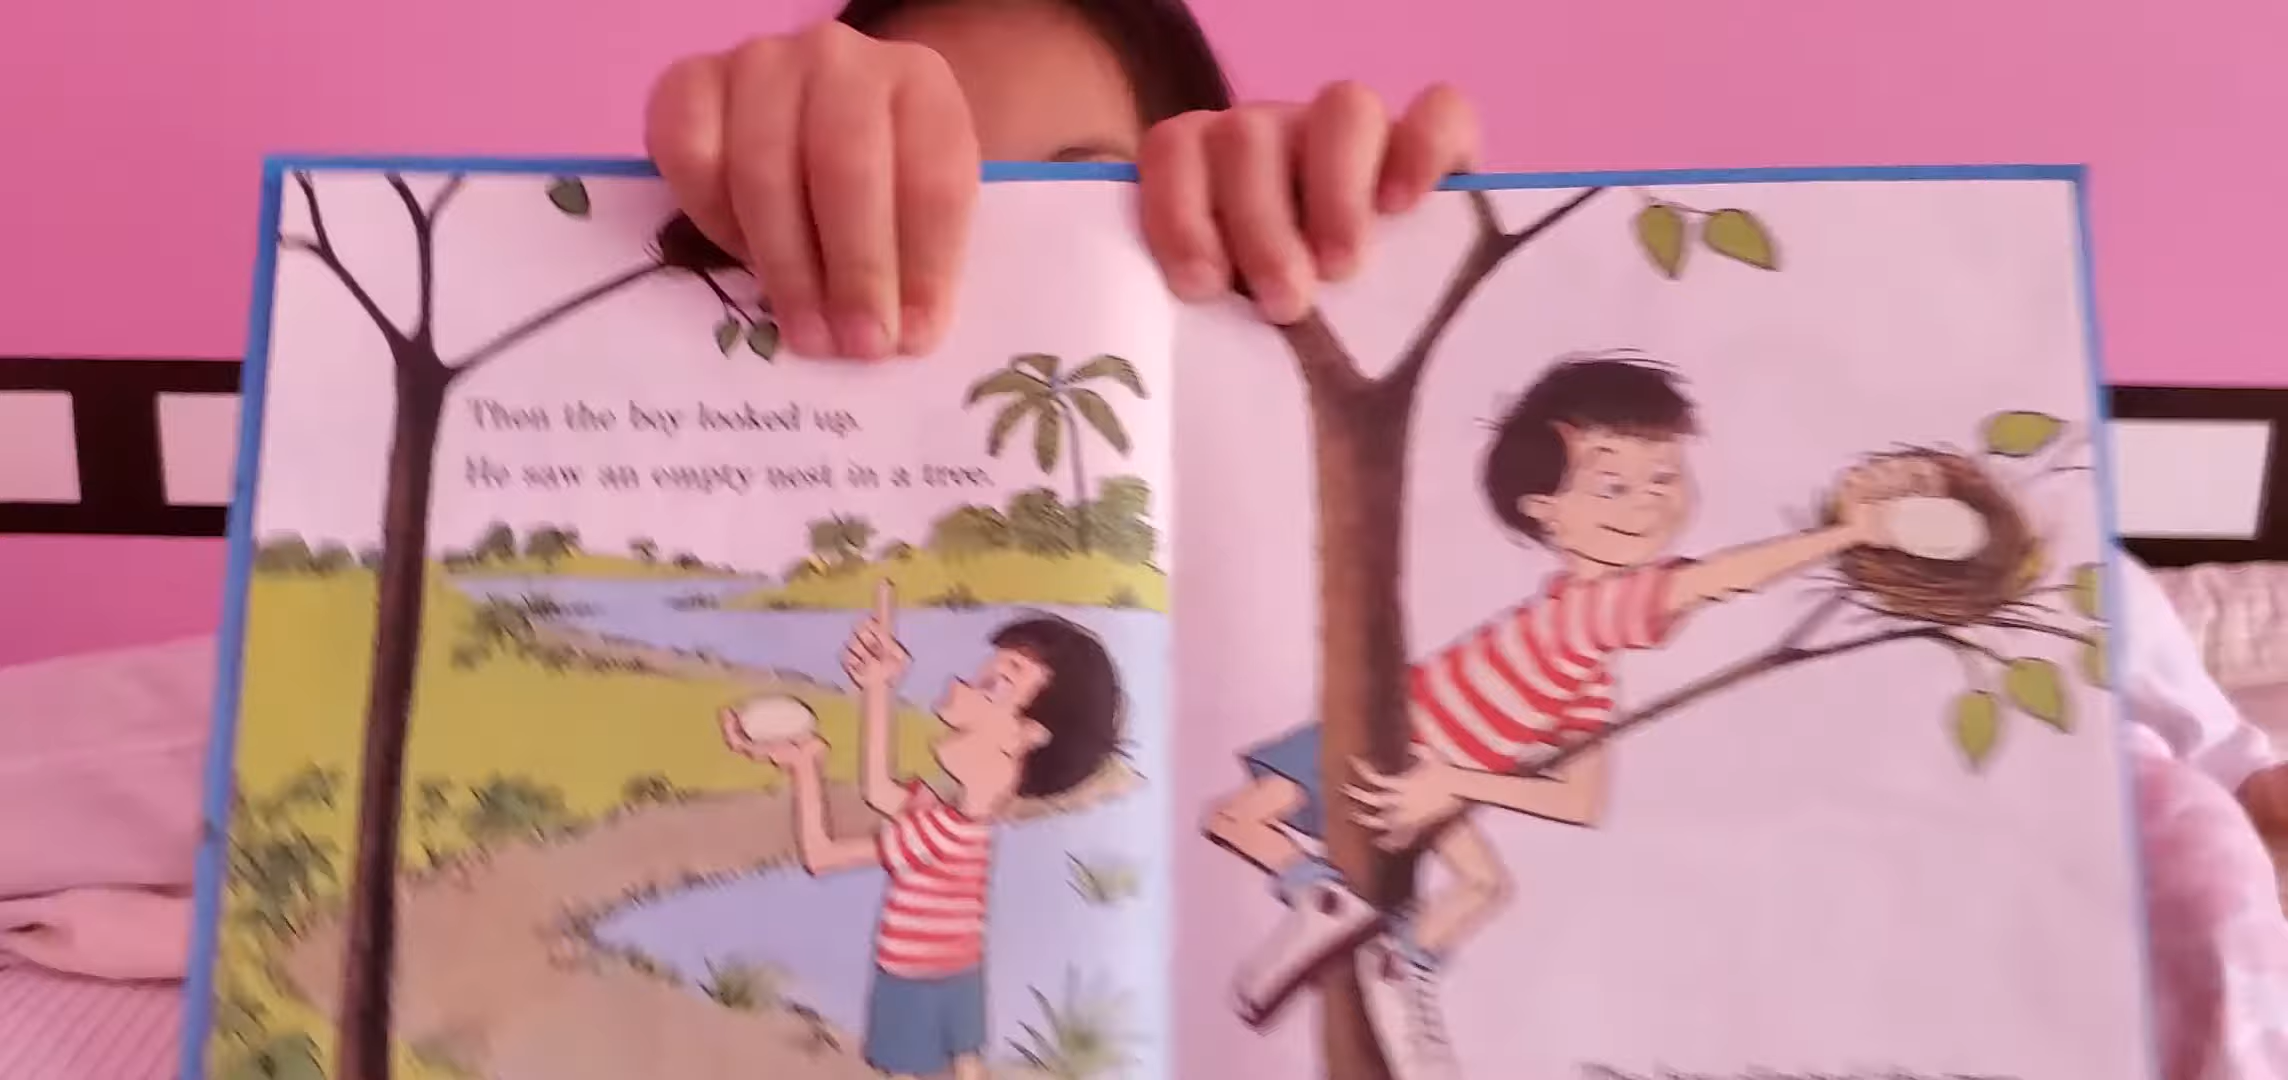 Then the boy looked up.
He saw an empty nest in a tree.